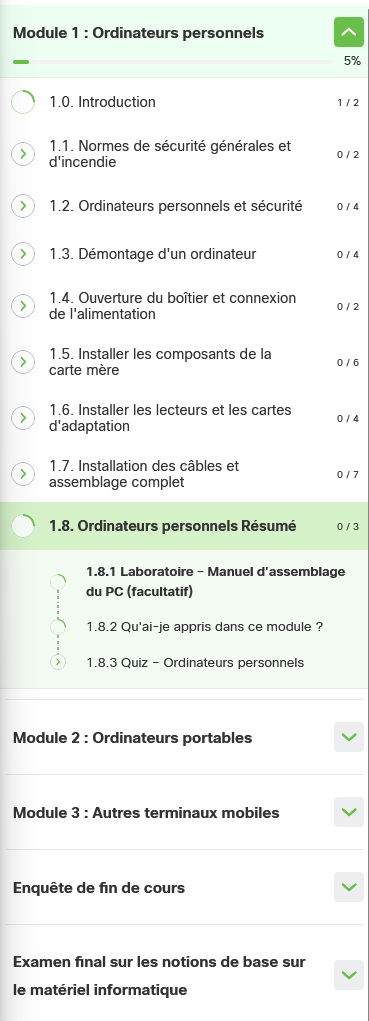 Module 1 : Ordinateurs personnels
5%
1.0. Introduction 1 / 2
1.1. Normes de sécurité générales et
d'incendie 0 / 2
1.2. Ordinateurs personnels et sécurité 0 / 4
1.3. Démontage d'un ordinateur 0 / 4
1.4. Ouverture du boîtier et connexion
de l'alimentation 0 / 2
1.5. Installer les composants de la
carte mère 0 / 6
1.6. Installer les lecteurs et les cartes
d'adaptation 0 / 4
1.7. Installation des câbles et
assemblage complet 0 / 7
1.8. Ordinateurs personnels Résumé 0 / 3
1.8.1 Laboratoire – Manuel d'assemblage
du PC (facultatif)
1.8.2 Qu'ai-je appris dans ce module ?
1.8.3 Quiz – Ordinateurs personnels
Module 2 : Ordinateurs portables
Module 3 : Autres terminaux mobiles
Enquête de fin de cours
Examen final sur les notions de base sur
le matériel informatique